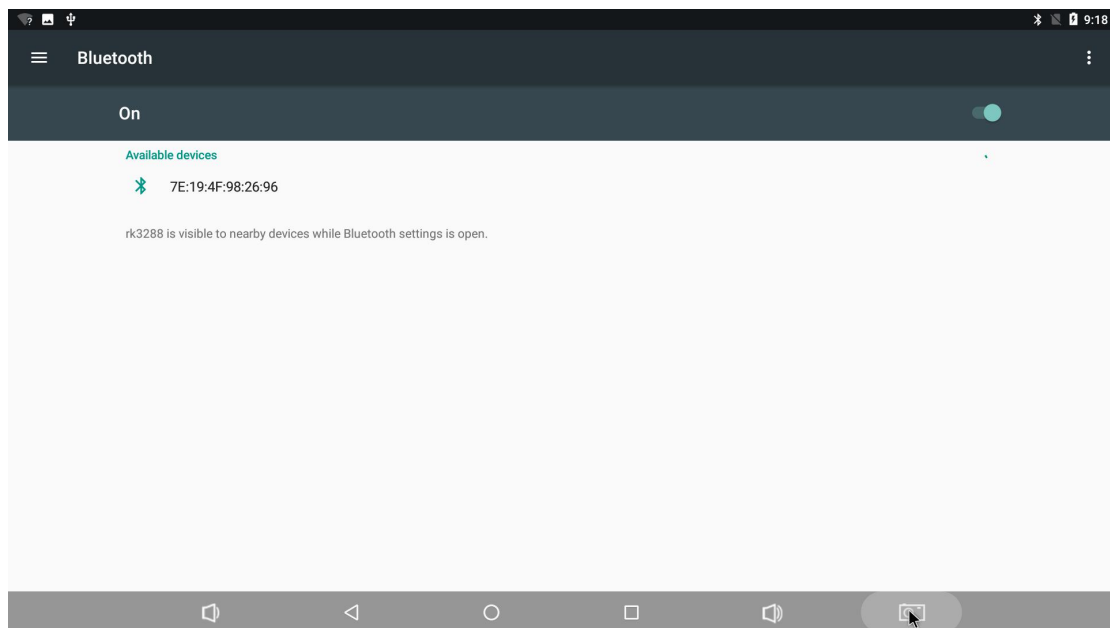 9:18
Bluetooth
On
Available devices
7E:19:4F:98:26:96
rk3288 is visible to nearby devices while Bluetooth settings is open.